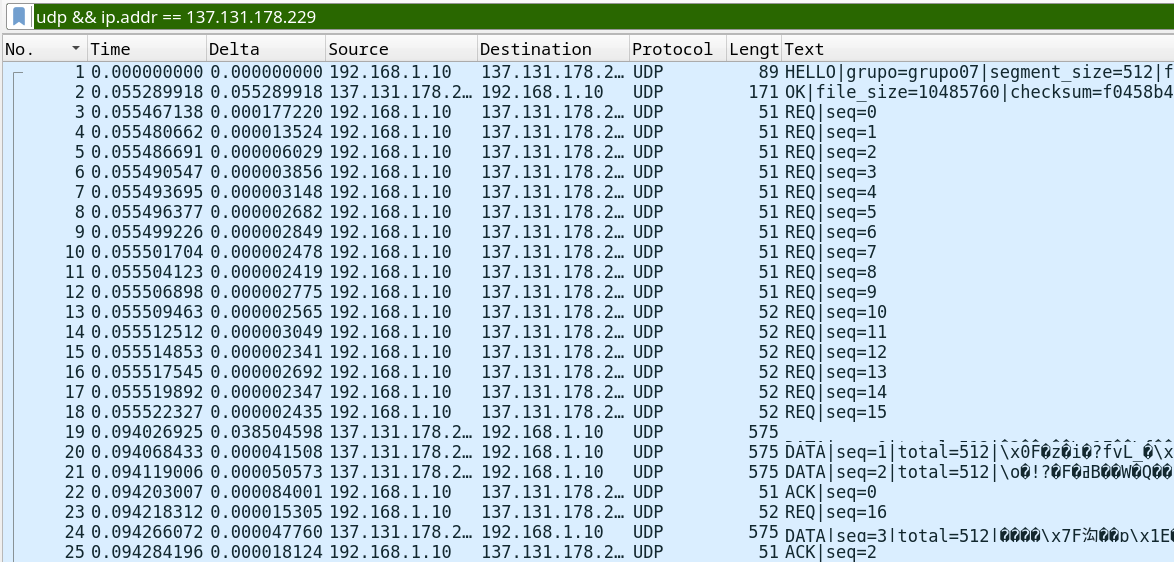 udp && ip.addr == 137.131.178.229
No. Time Delta Source Destination Protocol Lengt Text
1 0.000000000 0.000000000 192.168.1.10 137.131.178.2… UDP 89 HELLO|grupo=grupo07|segment_size=512|f
2 0.055289918 0.055289918 137.131.178.2… 192.168.1.10 UDP 171 OK|file_size=10485760|checksum=f0458b4
3 0.055467138 0.000177220 192.168.1.10 137.131.178.2… UDP 51 REQ|seq=0
4 0.055480662 0.000013524 192.168.1.10 137.131.178.2… UDP 51 REQ|seq=1
5 0.055486691 0.000006029 192.168.1.10 137.131.178.2… UDP 51 REQ|seq=2
6 0.055490547 0.000003856 192.168.1.10 137.131.178.2… UDP 51 REQ|seq=3
7 0.055493695 0.000003148 192.168.1.10 137.131.178.2… UDP 51 REQ|seq=4
8 0.055496377 0.000002682 192.168.1.10 137.131.178.2… UDP 51 REQ|seq=5
9 0.055499226 0.000002849 192.168.1.10 137.131.178.2… UDP 51 REQ|seq=6
10 0.055501704 0.000002478 192.168.1.10 137.131.178.2… UDP 51 REQ|seq=7
11 0.055504123 0.000002419 192.168.1.10 137.131.178.2… UDP 51 REQ|seq=8
12 0.055506898 0.000002775 192.168.1.10 137.131.178.2… UDP 51 REQ|seq=9
13 0.055509463 0.000002565 192.168.1.10 137.131.178.2… UDP 52 REQ|seq=10
14 0.055512512 0.000003049 192.168.1.10 137.131.178.2… UDP 52 REQ|seq=11
15 0.055514853 0.000002341 192.168.1.10 137.131.178.2… UDP 52 REQ|seq=12
16 0.055517545 0.000002692 192.168.1.10 137.131.178.2… UDP 52 REQ|seq=13
17 0.055519892 0.000002347 192.168.1.10 137.131.178.2… UDP 52 REQ|seq=14
18 0.055522327 0.000002435 192.168.1.10 137.131.178.2… UDP 52 REQ|seq=15
19 0.094026925 0.038504598 137.131.178.2… 192.168.1.10 UDP 575
20 0.094068433 0.000041508 137.131.178.2… 192.168.1.10 UDP 575 DATA|seq=1|total=512|\x0F�z�i�?fvL_�\x
21 0.094119006 0.000050573 137.131.178.2… 192.168.1.10 UDP 575 DATA|seq=2|total=512|\o�!?�F�
22 0.094203007 0.000084001 192.168.1.10 137.131.178.2… UDP 51 ACK|seq=0
23 0.094218312 0.000015305 192.168.1.10 137.131.178.2… UDP 52 REQ|seq=16
24 0.094266072 0.000047760 137.131.178.2… 192.168.1.10 UDP 575 DATA|seq=3|total=512|����\x7F沟��p\x1E
25 0.094284196 0.000018124 192.168.1.10 137.131.178.2… UDP 51 ACK|seq=2